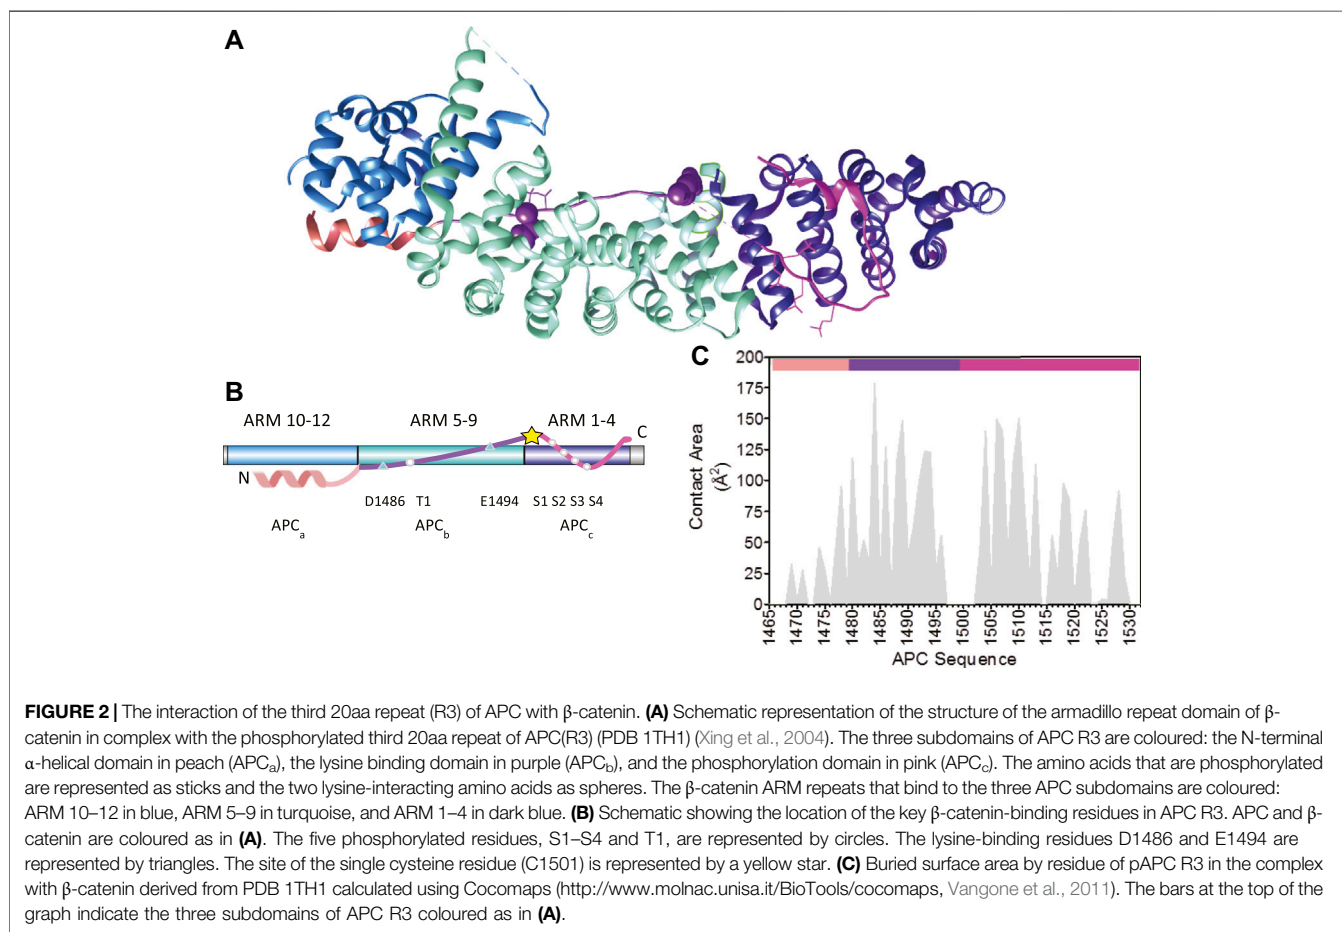 A
B
ARM 10-12 ARM 5-9 ARM 1-4
C
N
D1486 T1 E1494 S1 S2 S3 S4
APCa APCb APCc
C
200
175
150
125
100
75
50
25
0
Contact Area
(Å2)
1465 1470 1475 1480 1485 1490 1495 1500 1505 1510 1515 1520 1525 1530
APC Sequence
FIGURE 2 | The interaction of the third 20aa repeat (R3) of APC with β-catenin. (A) Schematic representation of the structure of the armadillo repeat domain of β-
catenin in complex with the phosphorylated third 20aa repeat of APC(R3) (PDB 1TH1) (Xing et al., 2004). The three subdomains of APC R3 are coloured: the N-terminal
α-helical domain in peach (APCa), the lysine binding domain in purple (APCb), and the phosphorylation domain in pink (APCc). The amino acids that are phosphorylated
are represented as sticks and the two lysine-interacting amino acids as spheres. The β-catenin ARM repeats that bind to the three APC subdomains are coloured:
ARM 10–12 in blue, ARM 5–9 in turquoise, and ARM 1–4 in dark blue. (B) Schematic showing the location of the key β-catenin-binding residues in APC R3. APC and β-
catenin are coloured as in (A). The five phosphorylated residues, S1–S4 and T1, are represented by circles. The lysine-binding residues D1486 and E1494 are
represented by triangles. The site of the single cysteine residue (C1501) is represented by a yellow star. (C) Buried surface area by residue of pAPC R3 in the complex
with β-catenin derived from PDB 1TH1 calculated using Cocomaps (http://www.molnac.unisa.it/BioTools/cocomaps, Vangone et al., 2011). The bars at the top of the
graph indicate the three subdomains of APC R3 coloured as in (A).